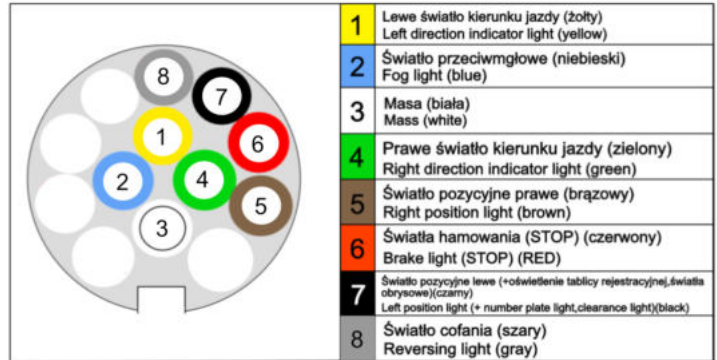 8
7
1
6
2
4
5
3
1
Lewe światło kierunku jazdy (żołty)
Left direction indicator light (yellow)
2
Światło przeciwmgłowe (niebieski)
Fog light (blue)
3
Masa (biała)
Mass (white)
4
Prawe światło kierunku jazdy (zielony)
Right direction indicator light (green)
5
Światło pozycyjne prawe (brązowy)
Right position light (brown)
6
Światła hamowania (STOP) (czerwony)
Brake light (STOP) (RED)
7
Światło pozycyjne lewe (+oświetlenie tablicy rejestracyjnej,światła
obrysowe)(czarny)
Left position light (+ number plate light,clearance light)(black)
8
Światło cofania (szary)
Reversing light (gray)